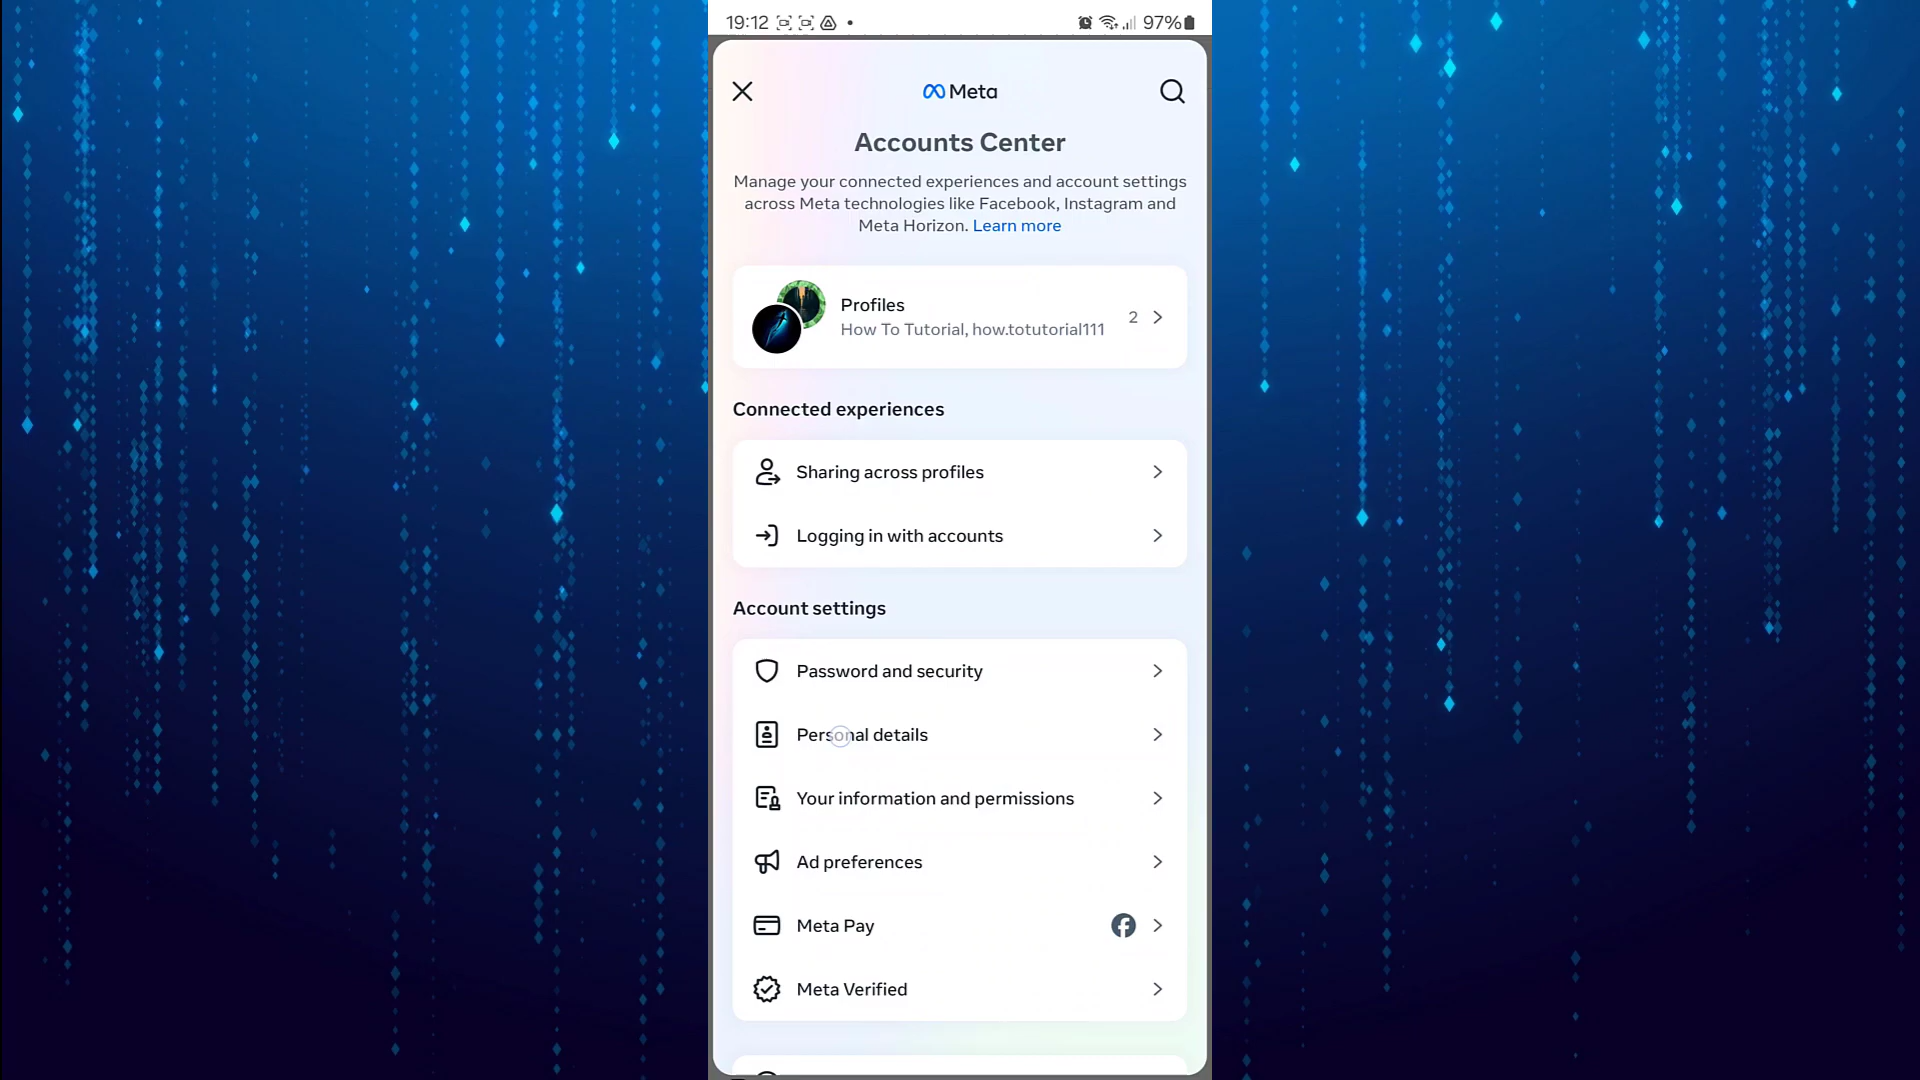 19:12
97%
Meta
Accounts Center
Manage your connected experiences and account settings
across Meta technologies like Facebook, Instagram and
Meta Horizon. Learn more
Profiles
How To Tutorial, how.totutorial111
2
Connected experiences
Sharing across profiles
Logging in with accounts
Account settings
Password and security
Personal details
Your information and permissions
Ad preferences
Meta Pay
Meta Verified